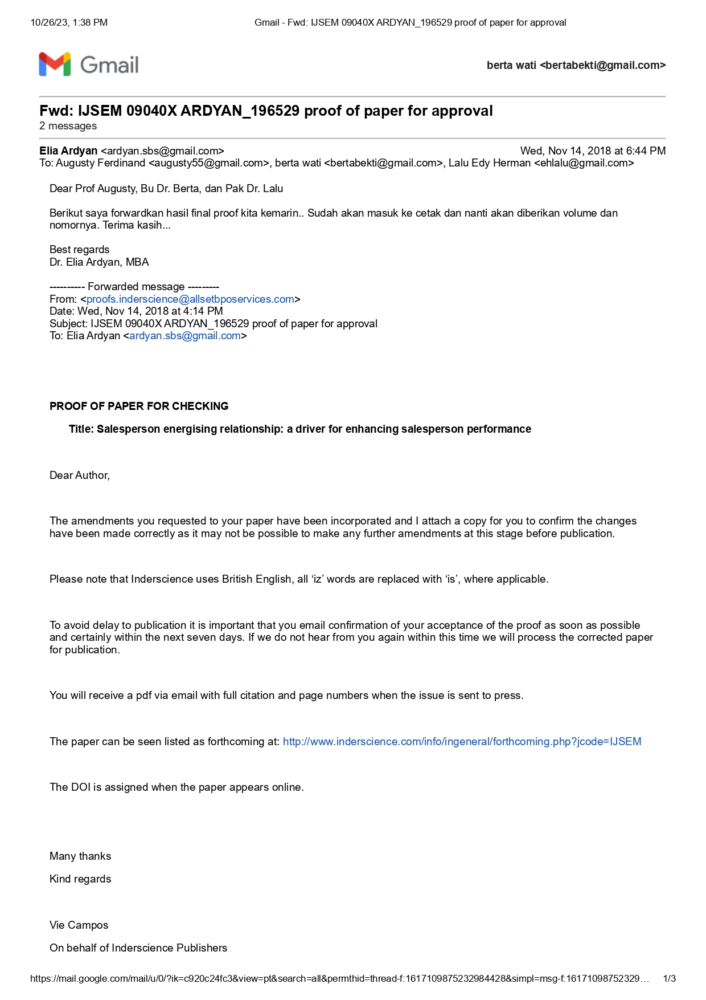 10/26/23, 1:38 PM Gmail - Fwd: IJSEM 09040X ARDYAN_196529 proof of paper for approval
Gmail berta wati <bertabekti@gmail.com>
Fwd: IJSEM 09040X ARDYAN_196529 proof of paper for approval
2 messages
Elia Ardyan <ardyan.sbs@gmail.com> Wed, Nov 14, 2018 at 6:44 PM
To: Augusty Ferdinand <augusty55@gmail.com>, berta wati <bertabekti@gmail.com>, Lalu Edy Herman <ehlalu@gmail.com>
Dear Prof Augusty, Bu Dr. Berta, dan Pak Dr. Lalu
Berikut saya forwardkan hasil final proof kita kemarin.. Sudah akan masuk ke cetak dan nanti akan diberikan volume dan
nomornya. Terima kasih...
Best regards
Dr. Elia Ardyan, MBA
---------- Forwarded message ---------
From: <proofs.inderscience@allsetbposervices.com>
Date: Wed, Nov 14, 2018 at 4:14 PM
Subject: IJSEM 09040X ARDYAN_196529 proof of paper for approval
To: Elia Ardyan <ardyan.sbs@gmail.com>
PROOF OF PAPER FOR CHECKING
Title: Salesperson energising relationship: a driver for enhancing salesperson performance
Dear Author,
The amendments you requested to your paper have been incorporated and I attach a copy for you to confirm the changes
have been made correctly as it may not be possible to make any further amendments at this stage before publication.
Please note that Inderscience uses British English, all ‘iz’ words are replaced with ‘is’, where applicable.
To avoid delay to publication it is important that you email confirmation of your acceptance of the proof as soon as possible
and certainly within the next seven days. If we do not hear from you again within this time we will process the corrected paper
for publication.
You will receive a pdf via email with full citation and page numbers when the issue is sent to press.
The paper can be seen listed as forthcoming at: http://www.inderscience.com/info/ingeneral/forthcoming.php?jcode=IJSEM
The DOI is assigned when the paper appears online.
Many thanks
Kind regards
Vie Campos
On behalf of Inderscience Publishers
https://mail.google.com/mail/u/0/?ik=c920c24fc3&view=pt&search=all&permthid=thread-f:1617109875232984428&simpl=msg-f:16171098752329… 1/3